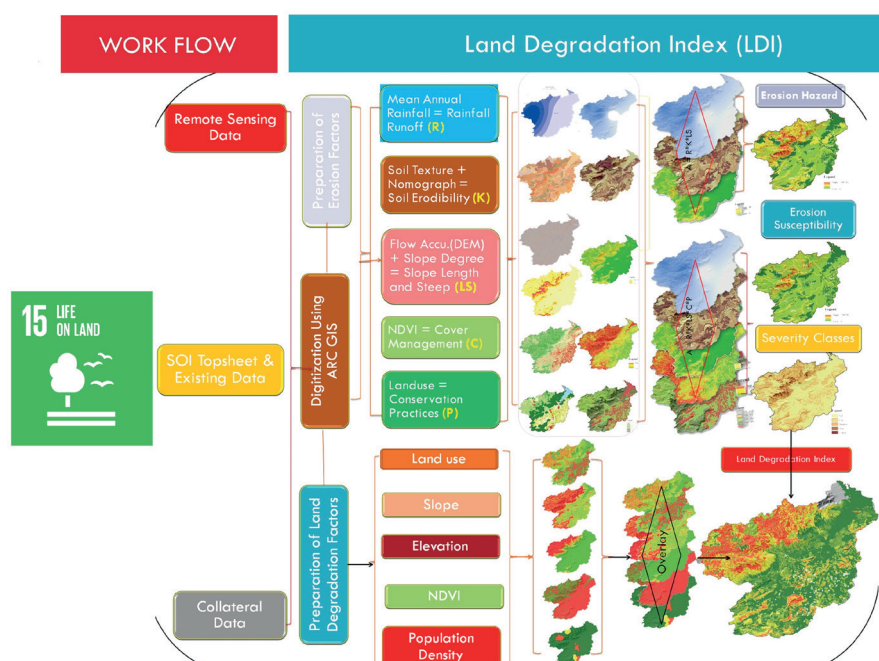 WORK FLOW
Land Degradation Index (LDI)
Remote Sensing
Data
SOI Topsheet &
Existing Data
Collateral
Data
15 LIFE
ON LAND
Preparation of
Erosion Factors
Digitization Using
ARC GIS
Preparation of Land
Degradation Factors
Mean Annual
Rainfall = Rainfall
Runoff (R)
Soil Texture +
Nomograph =
Soil Erodibility (K)
Flow Accu.(DEM)
+ Slope Degree
= Slope Length
and Steep (LS)
NDVI = Cover
Management (C)
Landuse =
Conservation
Practices (P)
Land use
Slope
Elevation
NDVI
Population
Density
Overlay
Erosion Hazard
Erosion
Susceptibility
Severity Classes
Land Degradation Index